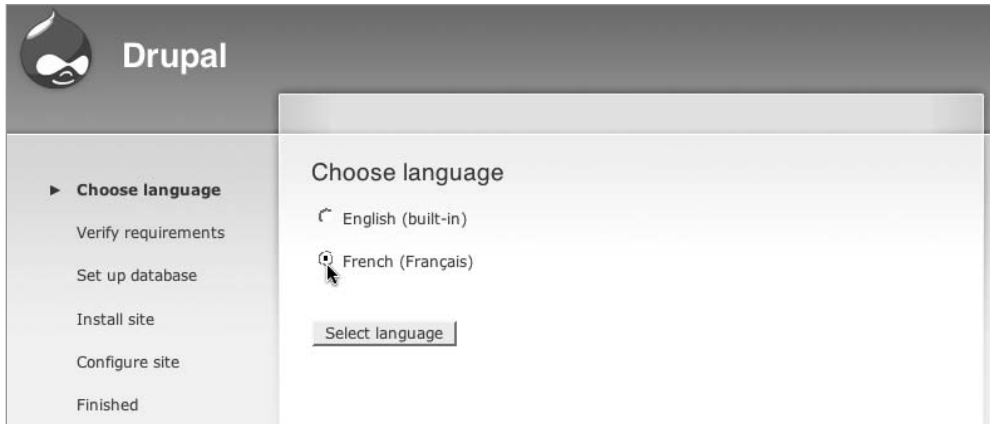 Drupal
Choose language
Verify requirements
Set up database
Install site
Configure site
Finished
Choose language
English (built-in)
French (Français)
Select language